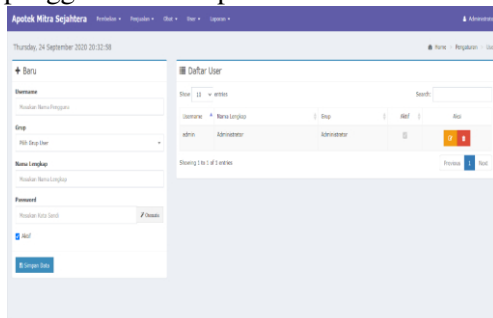 Apotek Mitra Sejahtera Pembelian Penjualan Obat User Laporan Administrator
Thursday, 24 September 2020 20:32:58 Home Pengaturan
Baru
Username
Masukan Nama Pengguna
Grup
Pilih Grup User
Nama Lengkap
Masukan Nama Lengkap
Password
Masukan Kata Sandi
Aktif
Simpan Data
Daftar User
Show 10 entries Search:
Username Nama Lengkap Grup Aktif Aksi
admin Administrator Administrator
Showing 1 to 1 of 1 entries Previous 1 Next